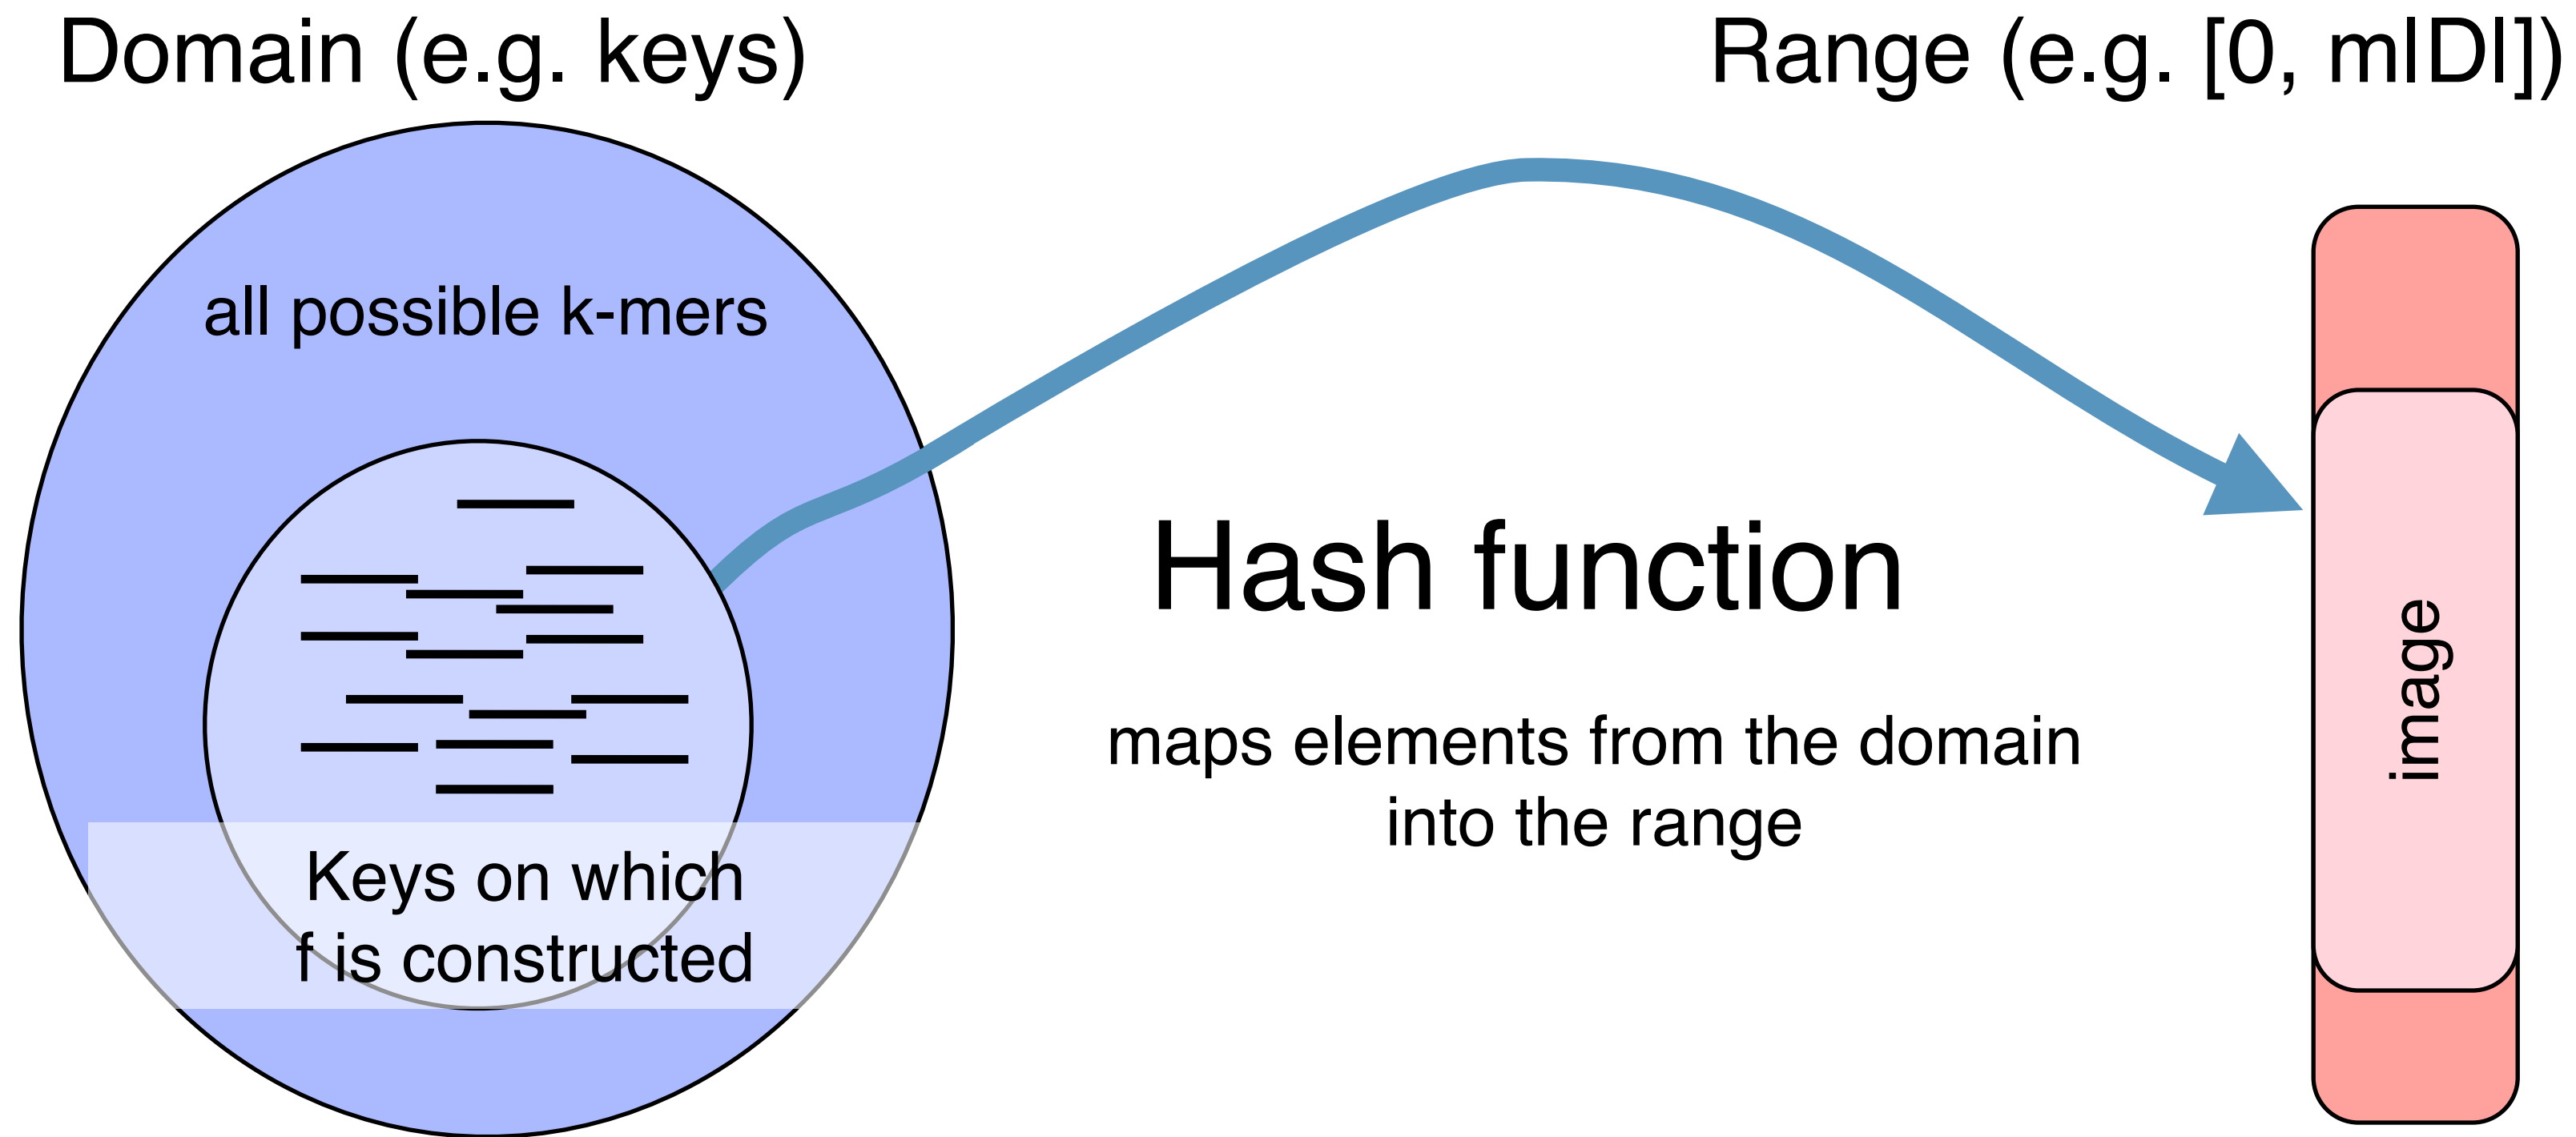 Domain (e.g. keys)
Range (e.g. [0, m|D|])
all possible k-mers
Hash function
maps elements from the domain
into the range
image
Keys on which
f is constructed